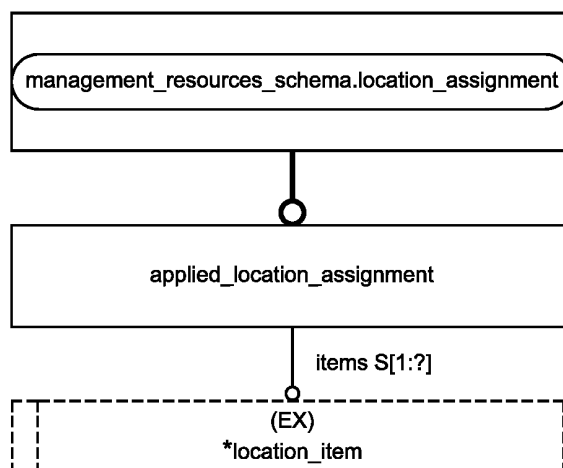 management_resources_schema.location_assignment
applied_location_assignment
items S[1:?]
(EX)
*location_item